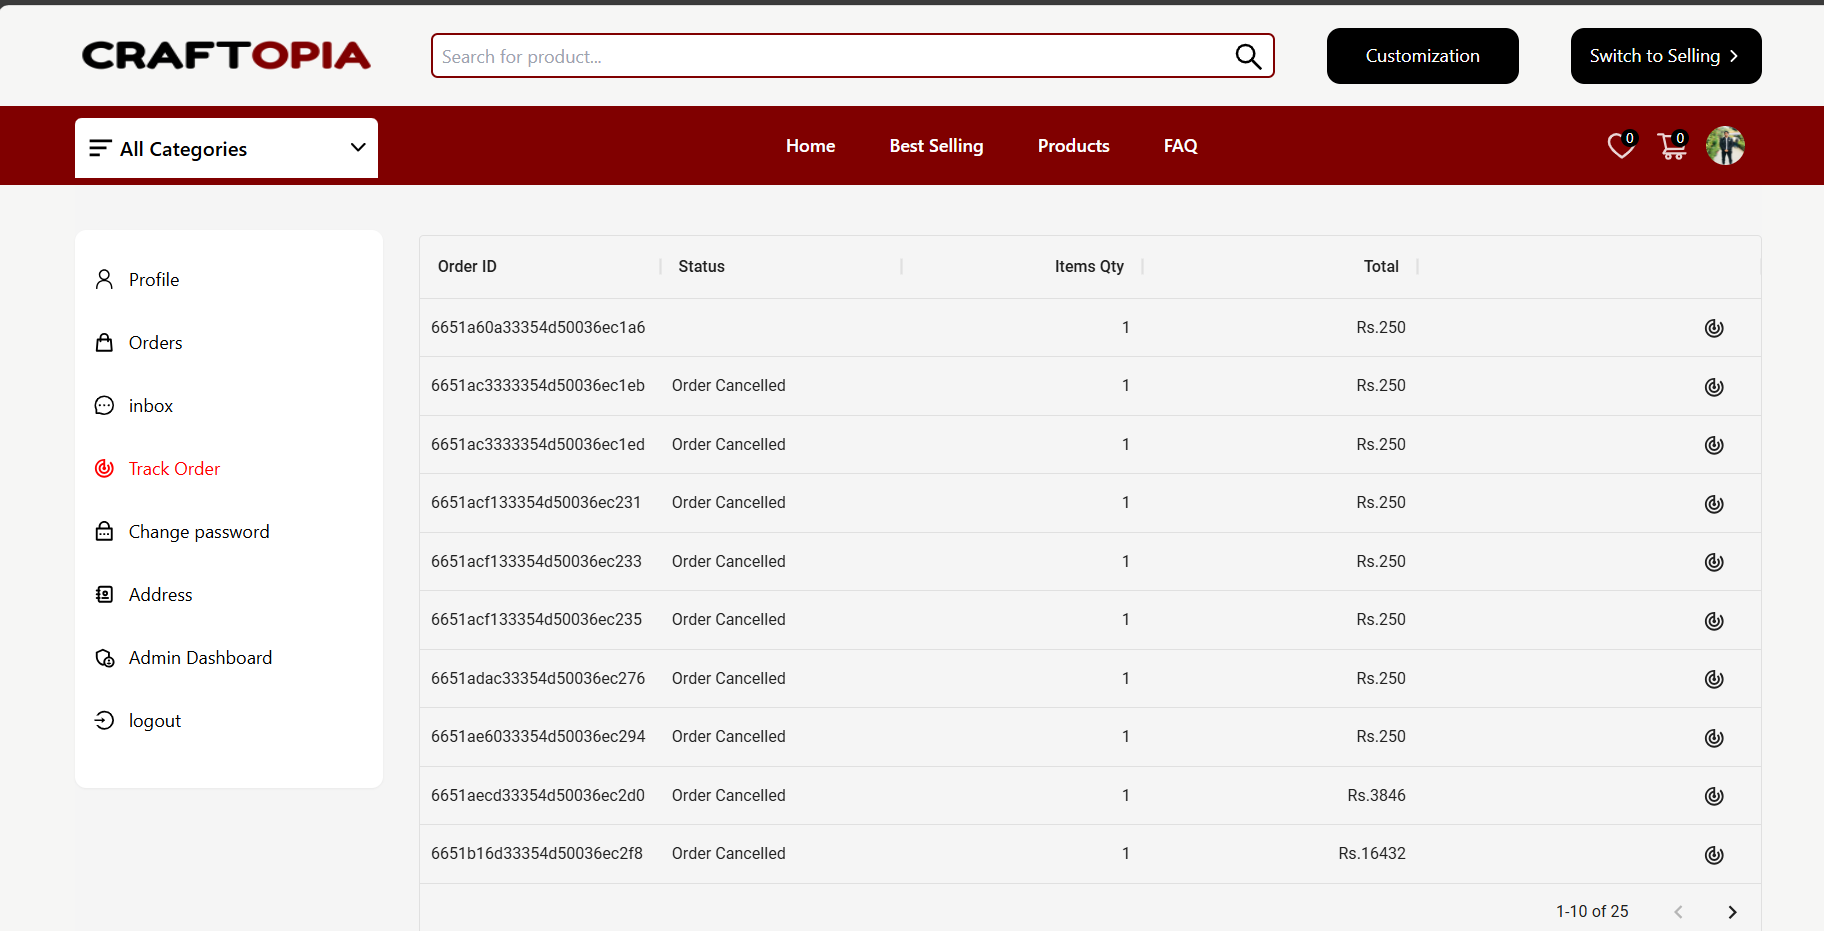 CRAFTOPIA
Search for product...
Customization
Switch to Selling
All Categories
Home Best Selling Products FAQ
0 0
Profile
Orders
inbox
Track Order
Change password
Address
Admin Dashboard
logout
Order ID Status Items Qty Total
6651a60a33354d50036ec1a6 1 Rs.250
6651ac3333354d50036ec1eb Order Cancelled 1 Rs.250
6651ac3333354d50036ec1ed Order Cancelled 1 Rs.250
6651acf133354d50036ec231 Order Cancelled 1 Rs.250
6651acf133354d50036ec233 Order Cancelled 1 Rs.250
6651acf133354d50036ec235 Order Cancelled 1 Rs.250
6651adac33354d50036ec276 Order Cancelled 1 Rs.250
6651ae6033354d50036ec294 Order Cancelled 1 Rs.250
6651aecd33354d50036ec2d0 Order Cancelled 1 Rs.3846
6651b16d33354d50036ec2f8 Order Cancelled 1 Rs.16432
1-10 of 25